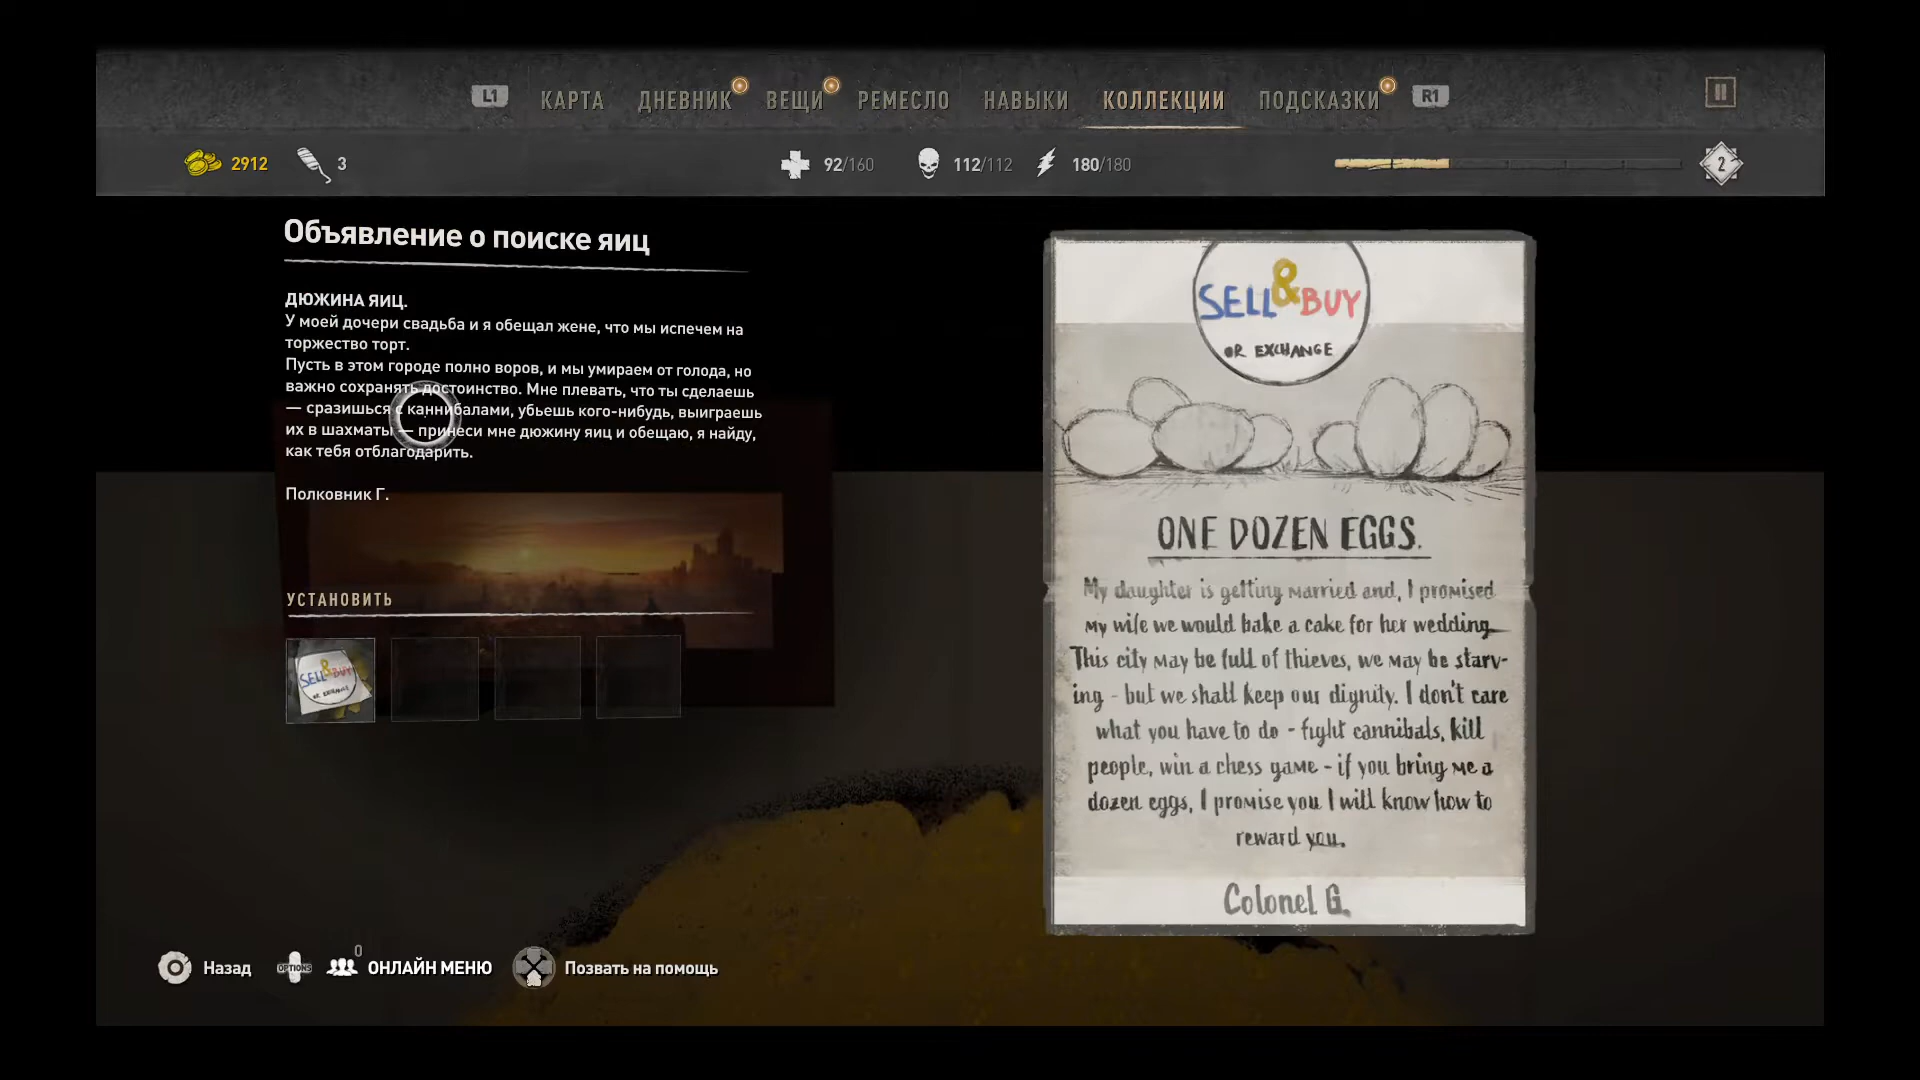 L1 КАРТА ДНЕВНИК ВЕЩИ РЕМЕСЛО НАВЫКИ КОЛЛЕКЦИИ ПОДСКАЗКИ R1
2912 3 92/160 112/112 180/180 2
Объявление о поиске яиц
ДЮЖИНА ЯИЦ.
У моей дочери свадьба и я обещал жене, что мы испечем на
торжество торт.
Пусть в этом городе полно воров, и мы умираем от голода, но
важно сохранять достоинство. Мне плевать, что ты сделаешь
— сразишься с каннибалами, убьешь кого-нибудь, выиграешь
их в шахматы — принеси мне дюжину яиц и обещаю, я найду,
как тебя отблагодарить.
Полковник Г.
УСТАНОВИТЬ
SELL & BUY
OR EXCHANGE
SELL & BUY
OR EXCHANGE
ONE DOZEN EGGS.
My daughter is getting married and, I promised
my wife we would bake a cake for her wedding
This city may be full of thieves, we may be starv-
ing - but we shall keep our dignity. I don't care
what you have to do - fight cannibals, kill
people, win a chess game - if you bring me a
dozen eggs, I promise you I will know how to
reward you.
Colonel G.
Назад OPTIONS 0 ОНЛАЙН МЕНЮ Позвать на помощь